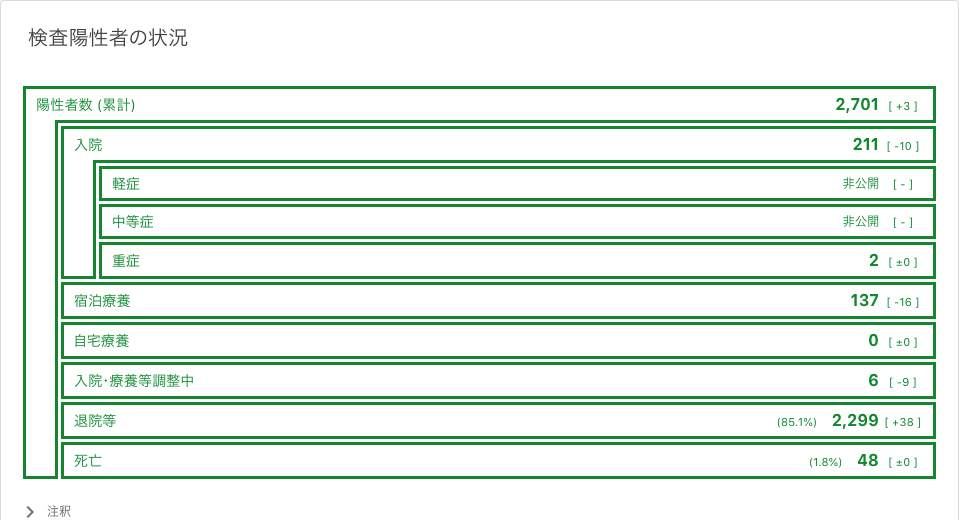 検査陽性者の状況
陽性者数 (累計) 2,701 [ +3 ]
入院 211 [ -10 ]
軽症 非公開 [ - ]
中等症 非公開 [ - ]
重症 2 [ ±0 ]
宿泊療養 137 [ -16 ]
自宅療養 0 [ ±0 ]
入院・療養等調整中 6 [ -9 ]
退院等 (85.1%) 2,299 [ +38 ]
死亡 (1.8%) 48 [ ±0 ]
注釈